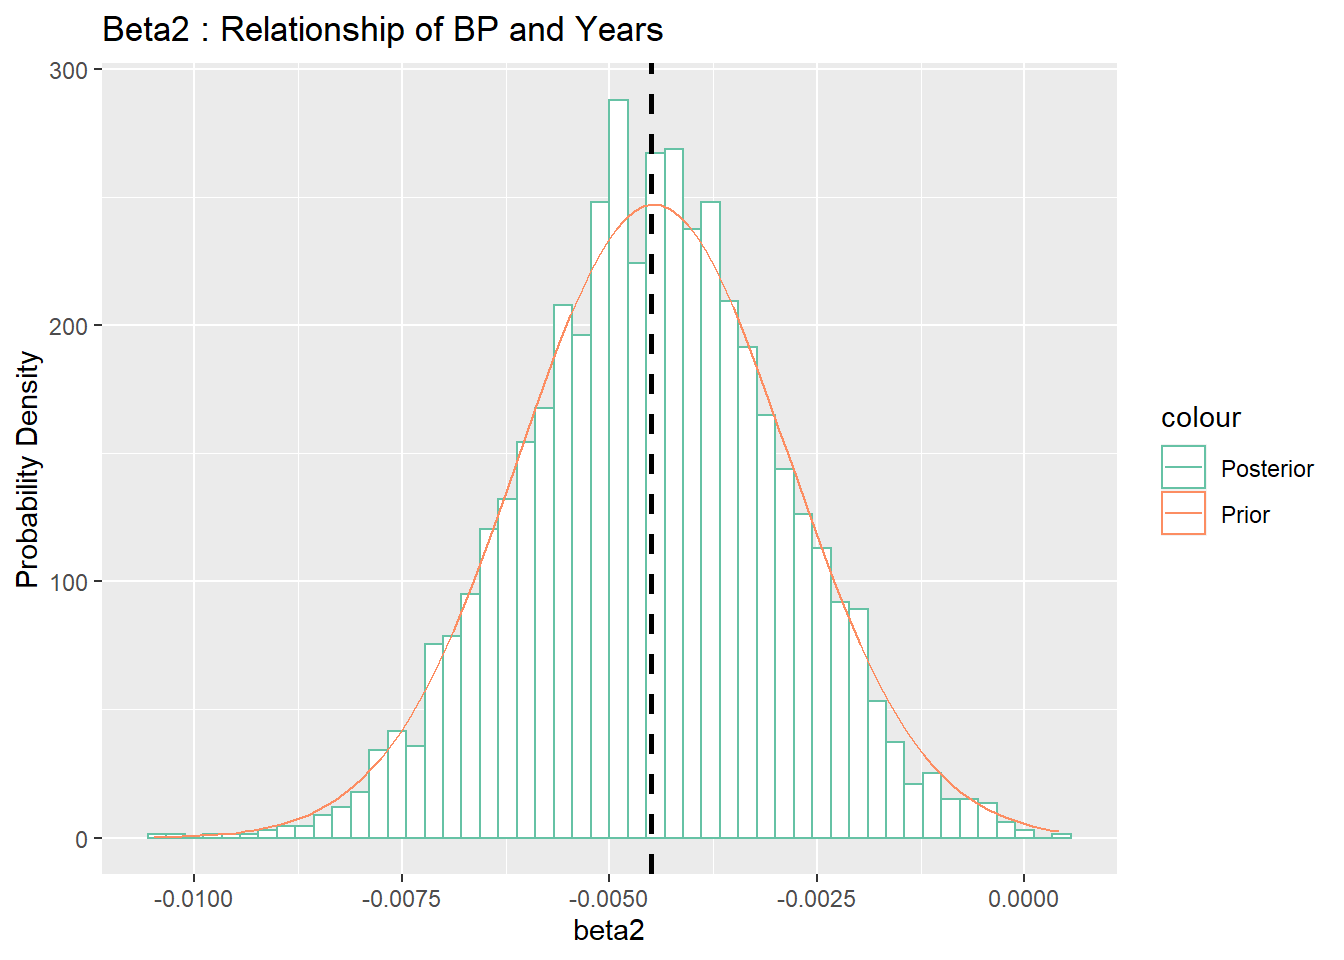 Beta2 : Relationship of BP and Years
300
200
100
0
Probability Density
-0.0100
-0.0075
-0.0050
-0.0025
0.0000
beta2
colour
Posterior
Prior